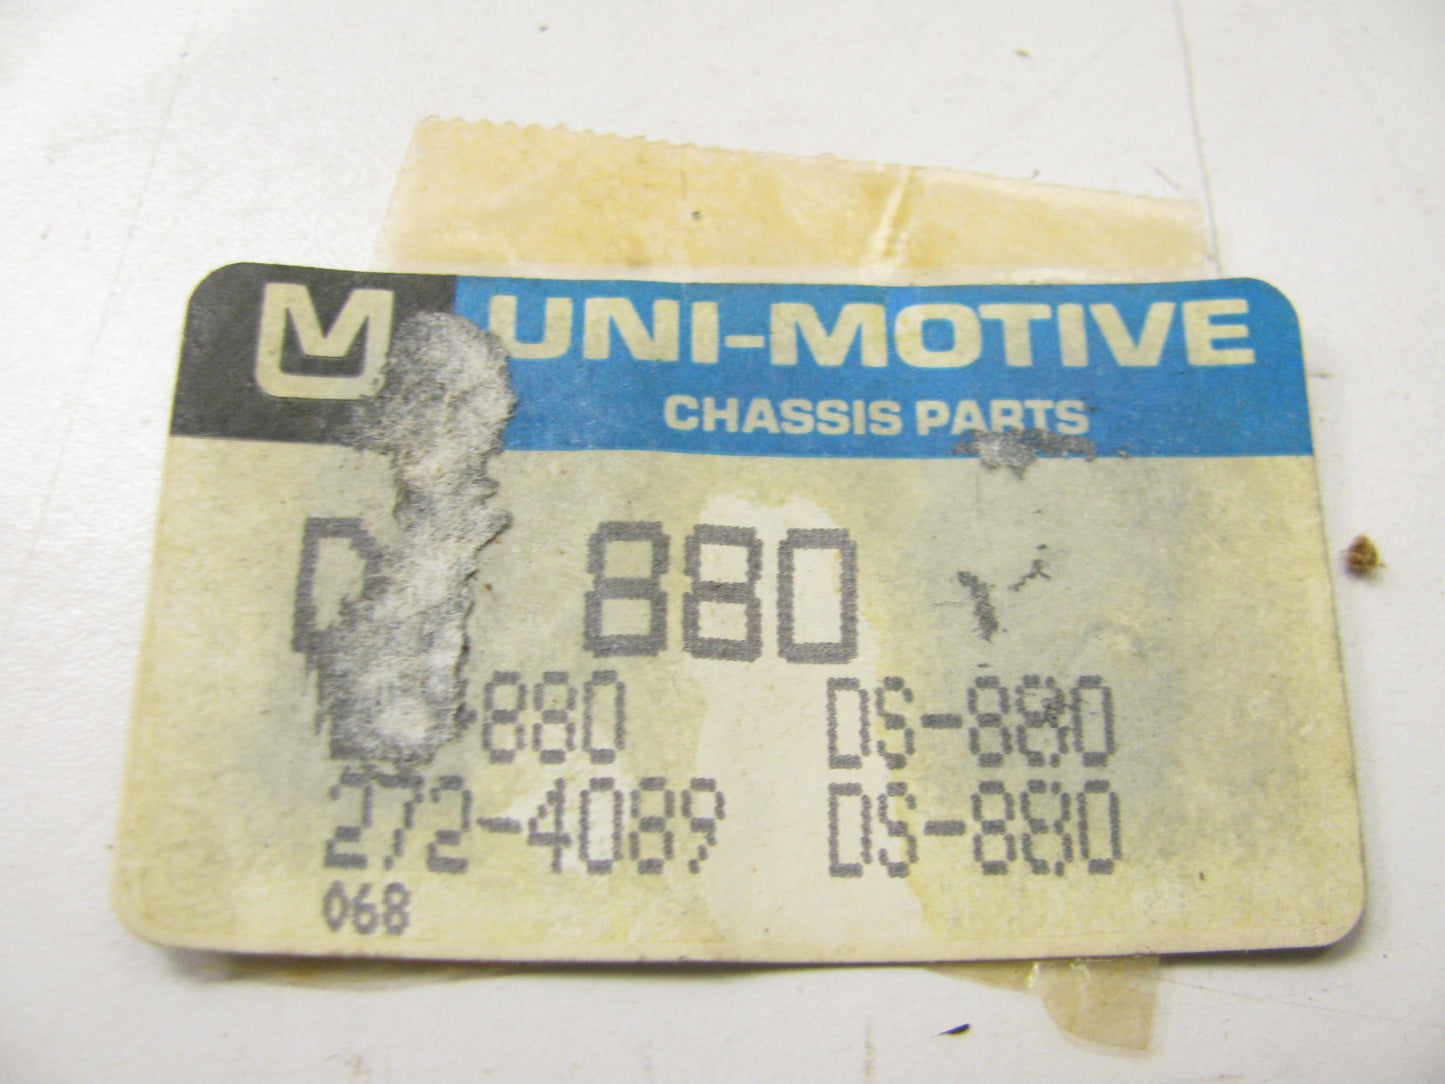 UNI-MOTIVE
CHASSIS PARTS
D 880
-880 DS-880
272-4089 DS-880
068